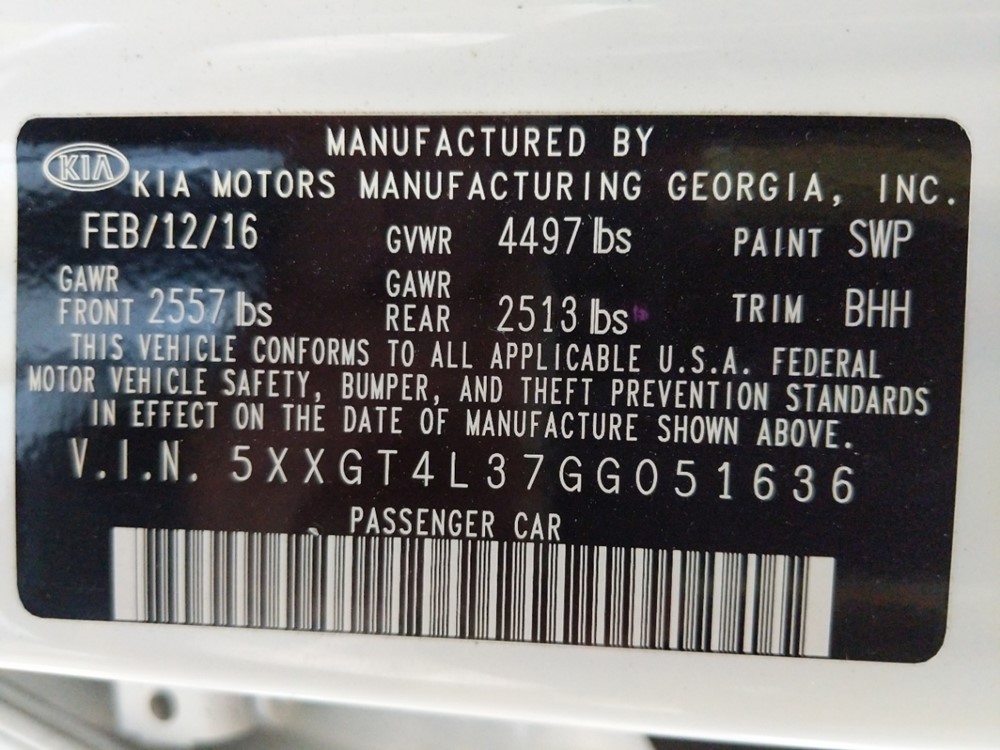 MANUFACTURED BY
KIA KIA MOTORS MANUFACTURING GEORGIA, INC.
FEB/12/16 GVWR 4497 lbs PAINT SWP
GAWR FRONT 2557 lbs GAWR REAR 2513 lbs TRIM BHH
THIS VEHICLE CONFORMS TO ALL APPLICABLE U.S.A. FEDERAL
MOTOR VEHICLE SAFETY, BUMPER, AND THEFT PREVENTION STANDARDS
IN EFFECT ON THE DATE OF MANUFACTURE SHOWN ABOVE.
V.I.N. 5XXGT4L37GG051636
PASSENGER CAR